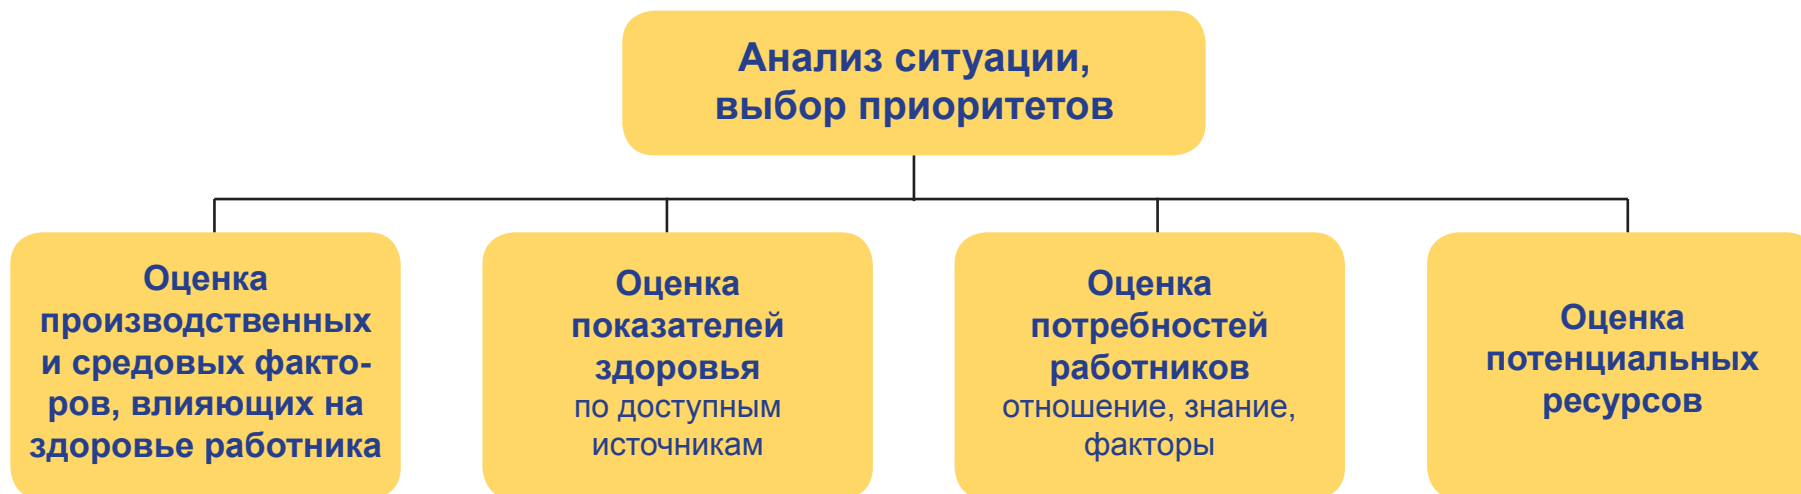 Анализ ситуации,
выбор приоритетов
Оценка
производственных
и средовых факто-
ров, влияющих на
здоровье работника
Оценка
показателей
здоровья
по доступным
источникам
Оценка
потребностей
работников
отношение, знание,
факторы
Оценка
потенциальных
ресурсов